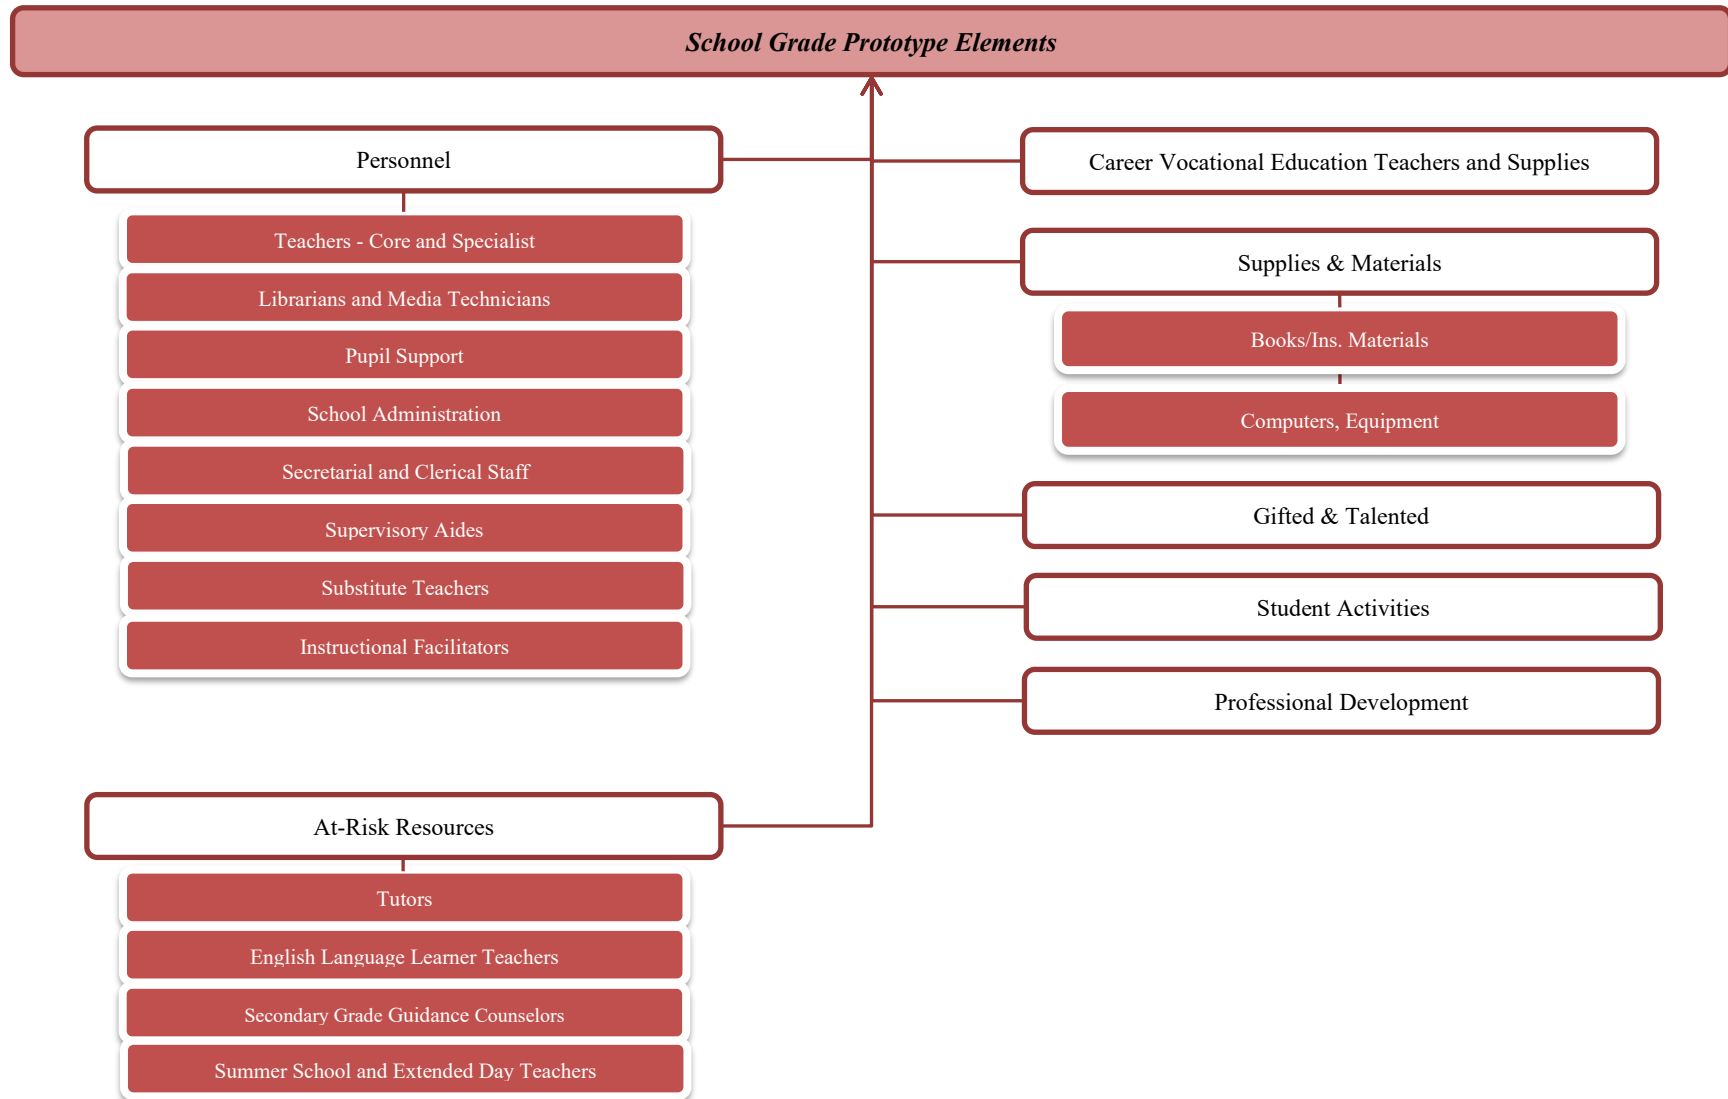 School Grade Prototype Elements
Personnel
Teachers - Core and Specialist
Librarians and Media Technicians
Pupil Support
School Administration
Secretarial and Clerical Staff
Supervisory Aides
Substitute Teachers
Instructional Facilitators
At-Risk Resources
Tutors
English Language Learner Teachers
Secondary Grade Guidance Counselors
Summer School and Extended Day Teachers
Career Vocational Education Teachers and Supplies
Supplies & Materials
Books/Ins. Materials
Computers, Equipment
Gifted & Talented
Student Activities
Professional Development